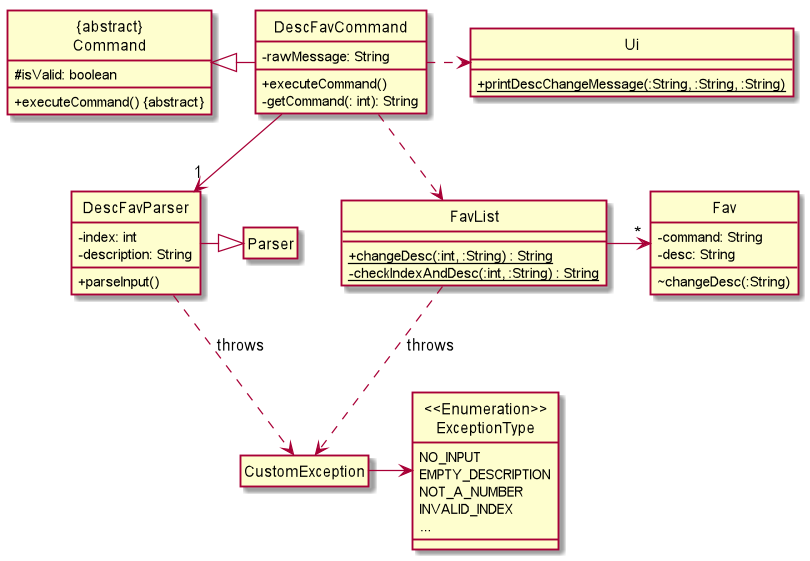 {abstract}
Command
#isValid: boolean
+executeCommand() {abstract}
DescFavCommand
-rawMessage: String
+executeCommand()
-getCommand(: int): String
Ui
+printDescChangeMessage(:String, :String, :String)
1
DescFavParser
-index: int
-description: String
+parseInput()
Parser
FavList
+changeDesc(:int, :String) : String
-checkIndexAndDesc(:int, :String) : String
*
Fav
-command: String
-desc: String
~changeDesc(:String)
throws
throws
CustomException
<<Enumeration>>
ExceptionType
NO_INPUT
EMPTY_DESCRIPTION
NOT_A_NUMBER
INVALID_INDEX
...